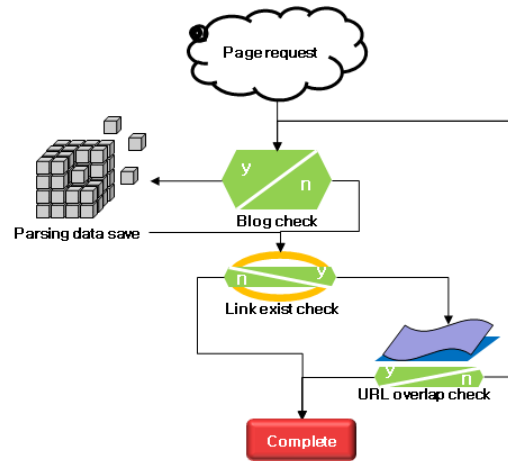 Page request
y
n
Blog check
Parsing data save
n
y
Link exist check
y
n
URL overlap check
Complete